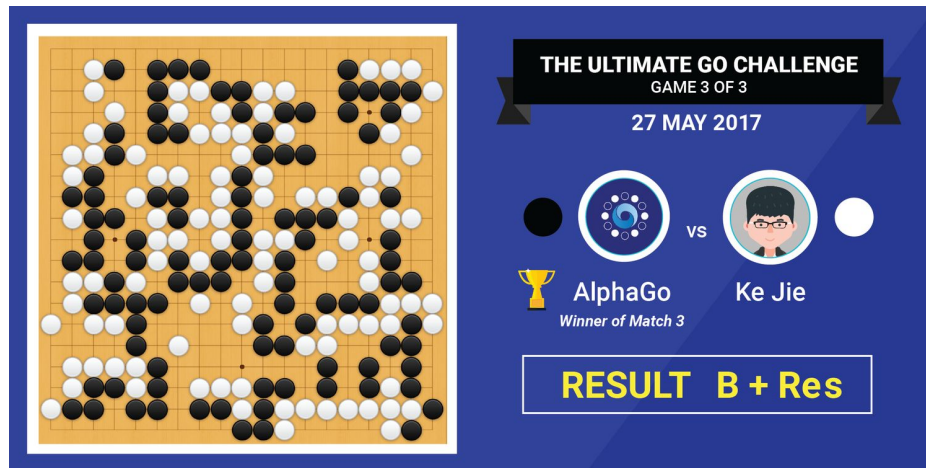 THE ULTIMATE GO CHALLENGE
GAME 3 OF 3
27 MAY 2017
vs
AlphaGo
Ke Jie
Winner of Match 3
RESULT B + Res